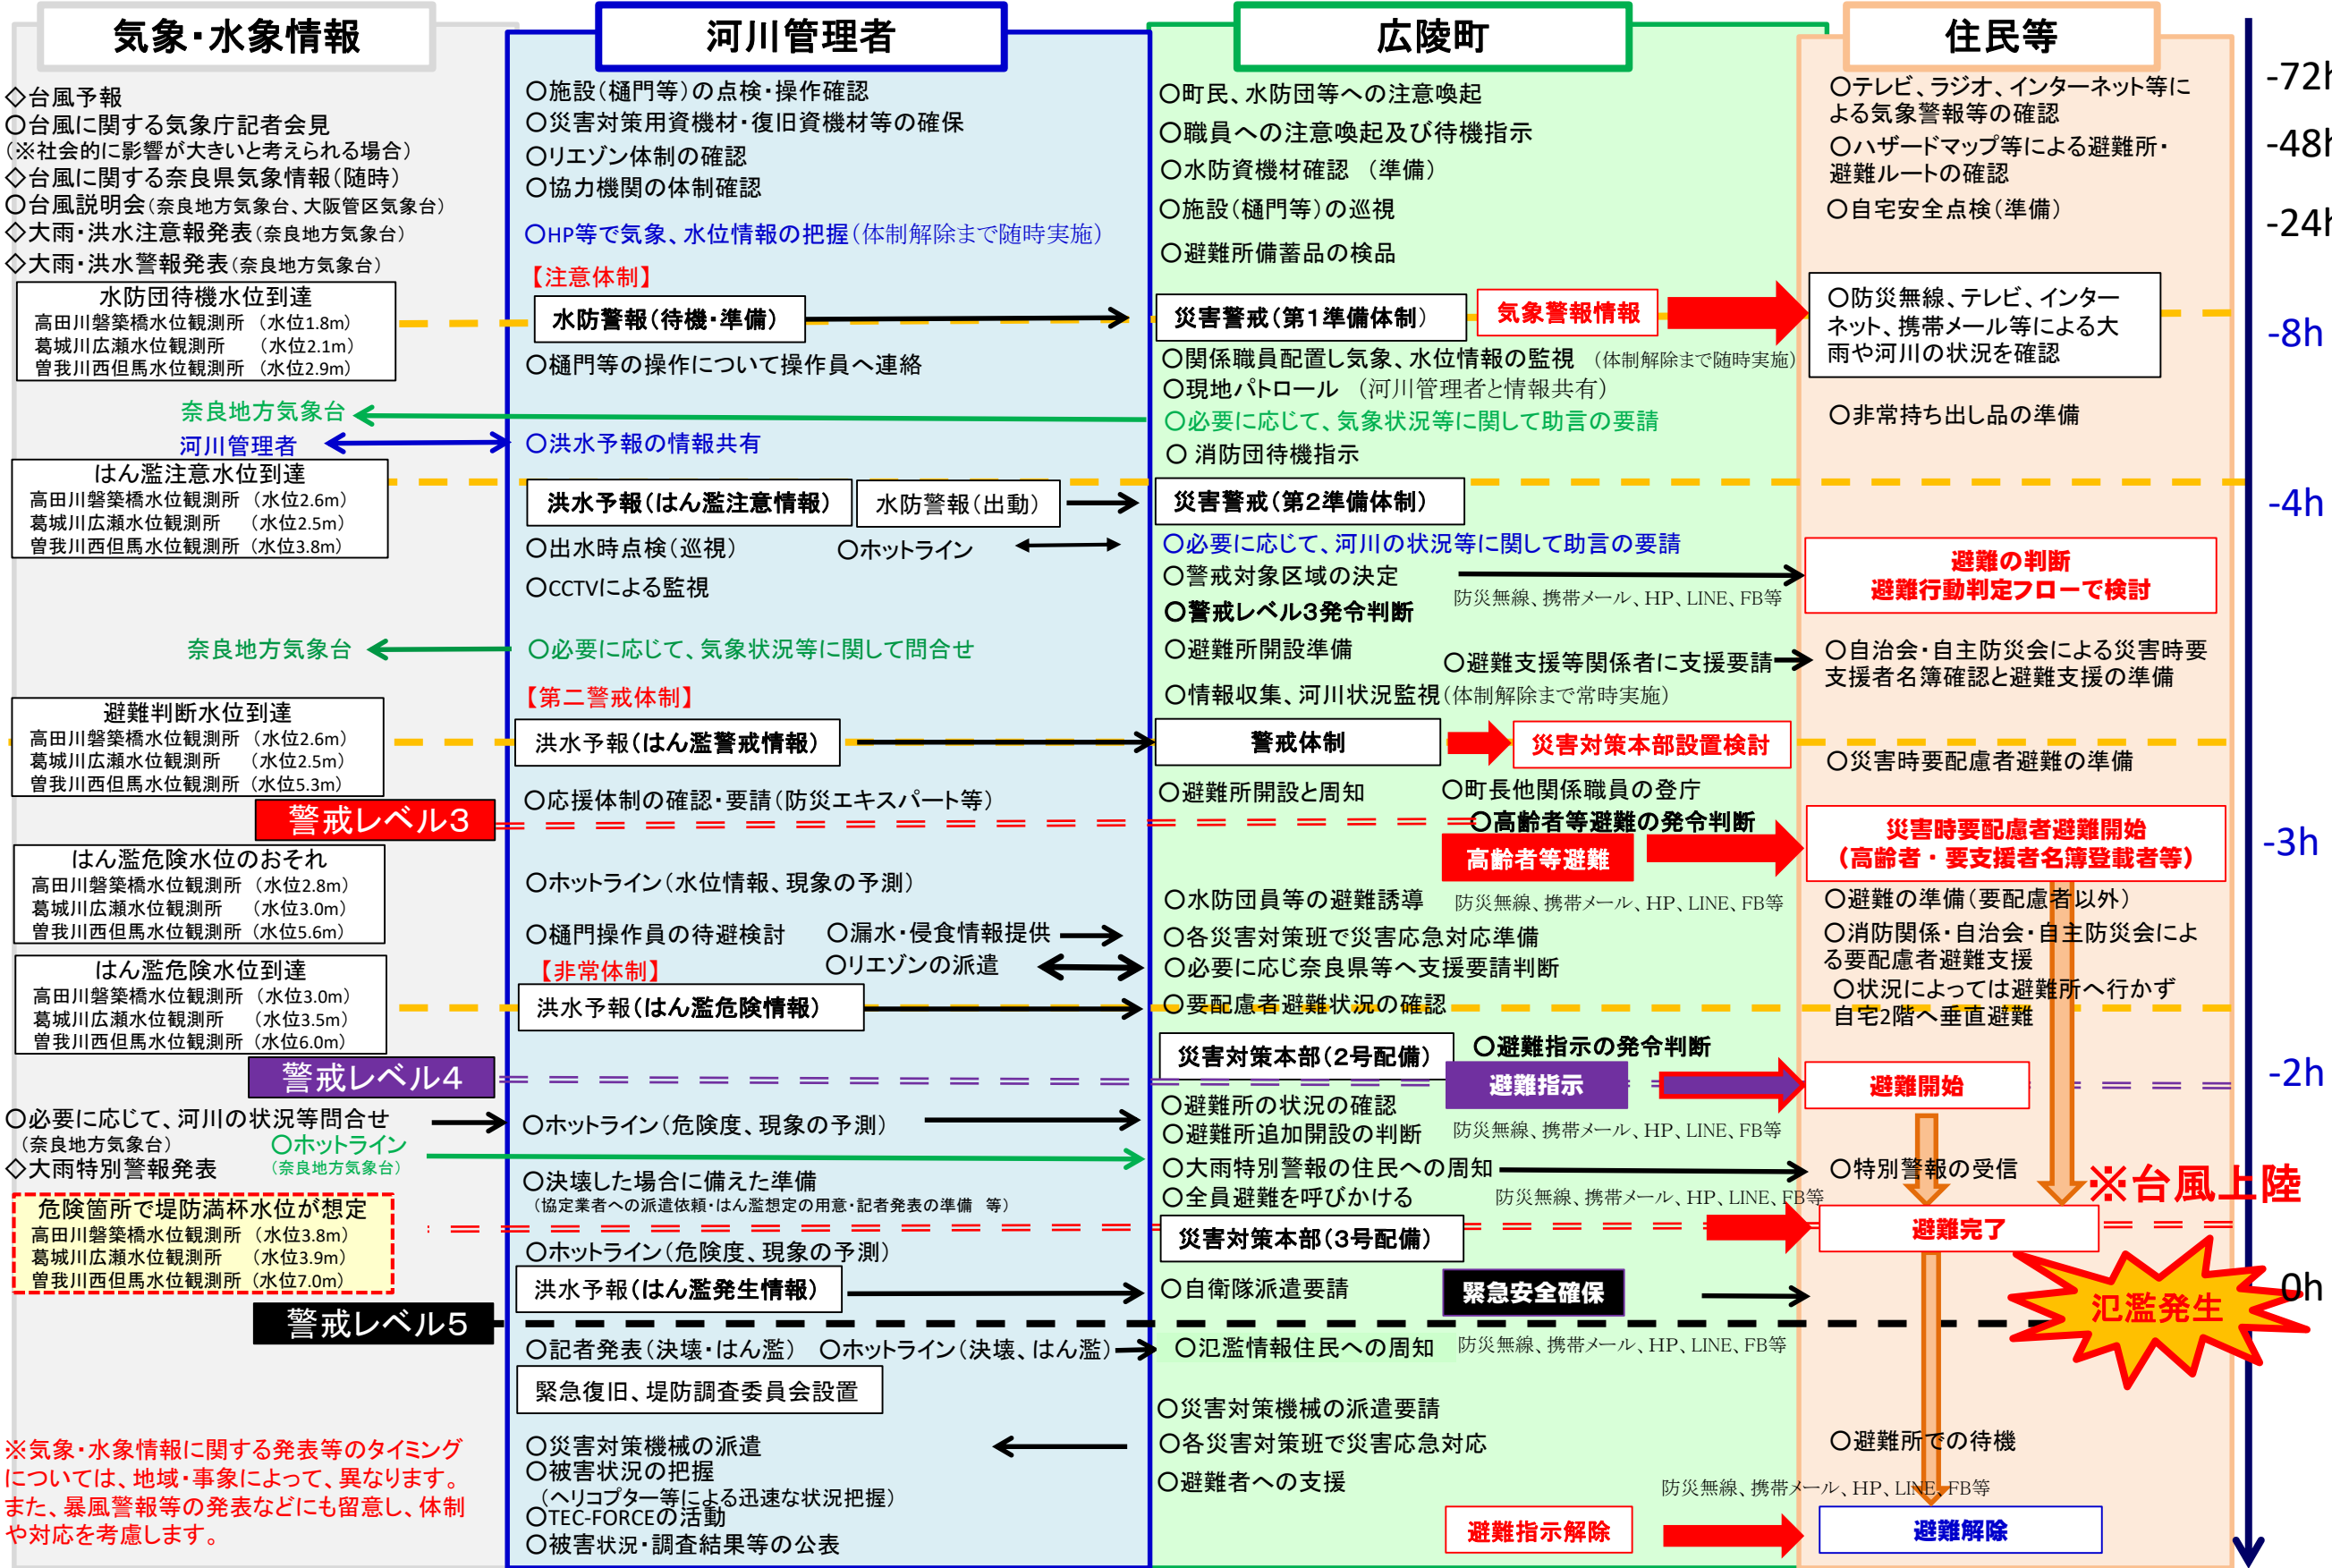 気象・水象情報
◇台風予報
○台風に関する気象庁記者会見
(※社会的に影響が大きいと考えられる場合)
◇台風に関する奈良県気象情報(随時)
○台風説明会(奈良地方気象台、大阪管区気象台)
◇大雨・洪水注意報発表(奈良地方気象台)
◇大雨・洪水警報発表(奈良地方気象台)
水防団待機水位到達
高田川磐築橋水位観測所 (水位1.8m)
葛城川広瀬水位観測所 (水位2.1m)
曽我川西但馬水位観測所 (水位2.9m)
奈良地方気象台
河川管理者
はん濫注意水位到達
高田川磐築橋水位観測所 (水位2.6m)
葛城川広瀬水位観測所 (水位2.5m)
曽我川西但馬水位観測所 (水位3.8m)
奈良地方気象台
避難判断水位到達
高田川磐築橋水位観測所 (水位2.6m)
葛城川広瀬水位観測所 (水位2.5m)
曽我川西但馬水位観測所 (水位5.3m)
警戒レベル3
はん濫危険水位のおそれ
高田川磐築橋水位観測所 (水位2.8m)
葛城川広瀬水位観測所 (水位3.0m)
曽我川西但馬水位観測所 (水位5.6m)
はん濫危険水位到達
高田川磐築橋水位観測所 (水位3.0m)
葛城川広瀬水位観測所 (水位3.5m)
曽我川西但馬水位観測所 (水位6.0m)
警戒レベル4
○必要に応じて、河川の状況等問合せ
(奈良地方気象台)
○ホットライン
(奈良地方気象台)
◇大雨特別警報発表
危険箇所で堤防満杯水位が想定
高田川磐築橋水位観測所 (水位3.8m)
葛城川広瀬水位観測所 (水位3.9m)
曽我川西但馬水位観測所 (水位7.0m)
警戒レベル5
※気象・水象情報に関する発表等のタイミング
については、地域・事象によって、異なります。
また、暴風警報等の発表などにも留意し、体制
や対応を考慮します。
河川管理者
○施設(樋門等)の点検・操作確認
○災害対策用資機材・復旧資機材等の確保
○リエゾン体制の確認
○協力機関の体制確認
○HP等で気象、水位情報の把握(体制解除まで随時実施)
【注意体制】
水防警報(待機・準備)
○樋門等の操作について操作員へ連絡
○洪水予報の情報共有
洪水予報(はん濫注意情報)
水防警報(出動)
○出水時点検(巡視)
○ホットライン
○CCTVによる監視
○必要に応じて、気象状況等に関して問合せ
【第二警戒体制】
洪水予報(はん濫警戒情報)
○応援体制の確認・要請(防災エキスパート等)
○ホットライン(水位情報、現象の予測)
○樋門操作員の待避検討
○漏水・侵食情報提供
【非常体制】
○リエゾンの派遣
洪水予報(はん濫危険情報)
○ホットライン(危険度、現象の予測)
○決壊した場合に備えた準備
(協定業者への派遣依頼・はん濫想定の用意・記者発表の準備 等)
○ホットライン(危険度、現象の予測)
洪水予報(はん濫発生情報)
○記者発表(決壊・はん濫)
○ホットライン(決壊、はん濫)
緊急復旧、堤防調査委員会設置
○災害対策機械の派遣
○被害状況の把握
(ヘリコプター等による迅速な状況把握)
○TEC-FORCEの活動
○被害状況・調査結果等の公表
広陵町
○町民、水防団等への注意喚起
○職員への注意喚起及び待機指示
○水防資機材確認 (準備)
○施設(樋門等)の巡視
○避難所備蓄品の検品
災害警戒(第1準備体制)
気象警報情報
○関係職員配置し気象、水位情報の監視 (体制解除まで随時実施)
○現地パトロール (河川管理者と情報共有)
○必要に応じて、気象状況等に関して助言の要請
○ 消防団待機指示
災害警戒(第2準備体制)
○必要に応じて、河川の状況等に関して助言の要請
○警戒対象区域の決定
防災無線、携帯メール、HP、LINE、FB等
○警戒レベル3発令判断
○避難所開設準備
○避難支援等関係者に支援要請
○情報収集、河川状況監視(体制解除まで常時実施)
警戒体制
災害対策本部設置検討
○避難所開設と周知
○町長他関係職員の登庁
○高齢者等避難の発令判断
高齢者等避難
○水防団員等の避難誘導
防災無線、携帯メール、HP、LINE、FB等
○各災害対策班で災害応急対応準備
○必要に応じ奈良県等へ支援要請判断
○要配慮者避難状況の確認
災害対策本部(2号配備)
○避難指示の発令判断
避難指示
○避難所の状況の確認
○避難所追加開設の判断
防災無線、携帯メール、HP、LINE、FB等
○大雨特別警報の住民への周知
○全員避難を呼びかける
防災無線、携帯メール、HP、LINE、FB等
災害対策本部(3号配備)
○自衛隊派遣要請
緊急安全確保
○氾濫情報住民への周知
防災無線、携帯メール、HP、LINE、FB等
○災害対策機械の派遣要請
○各災害対策班で災害応急対応
○避難者への支援
防災無線、携帯メール、HP、LINE、FB等
避難指示解除
住民等
○テレビ、ラジオ、インターネット等に
よる気象警報等の確認
○ハザードマップ等による避難所・
避難ルートの確認
○自宅安全点検(準備)
○防災無線、テレビ、インター
ネット、携帯メール等による大
雨や河川の状況を確認
○非常持ち出し品の準備
避難の判断
避難行動判定フローで検討
○自治会・自主防災会による災害時要
支援者名簿確認と避難支援の準備
○災害時要配慮者避難の準備
災害時要配慮者避難開始
(高齢者・要支援者名簿登載者等)
○避難の準備(要配慮者以外)
○消防関係・自治会・自主防災会によ
る要配慮者避難支援
○状況によっては避難所へ行かず
自宅2階へ垂直避難
避難開始
○特別警報の受信
※台風上陸
避難完了
氾濫発生
○避難所での待機
避難解除
-72h
-48h
-24h
-8h
-4h
-3h
-2h
0h